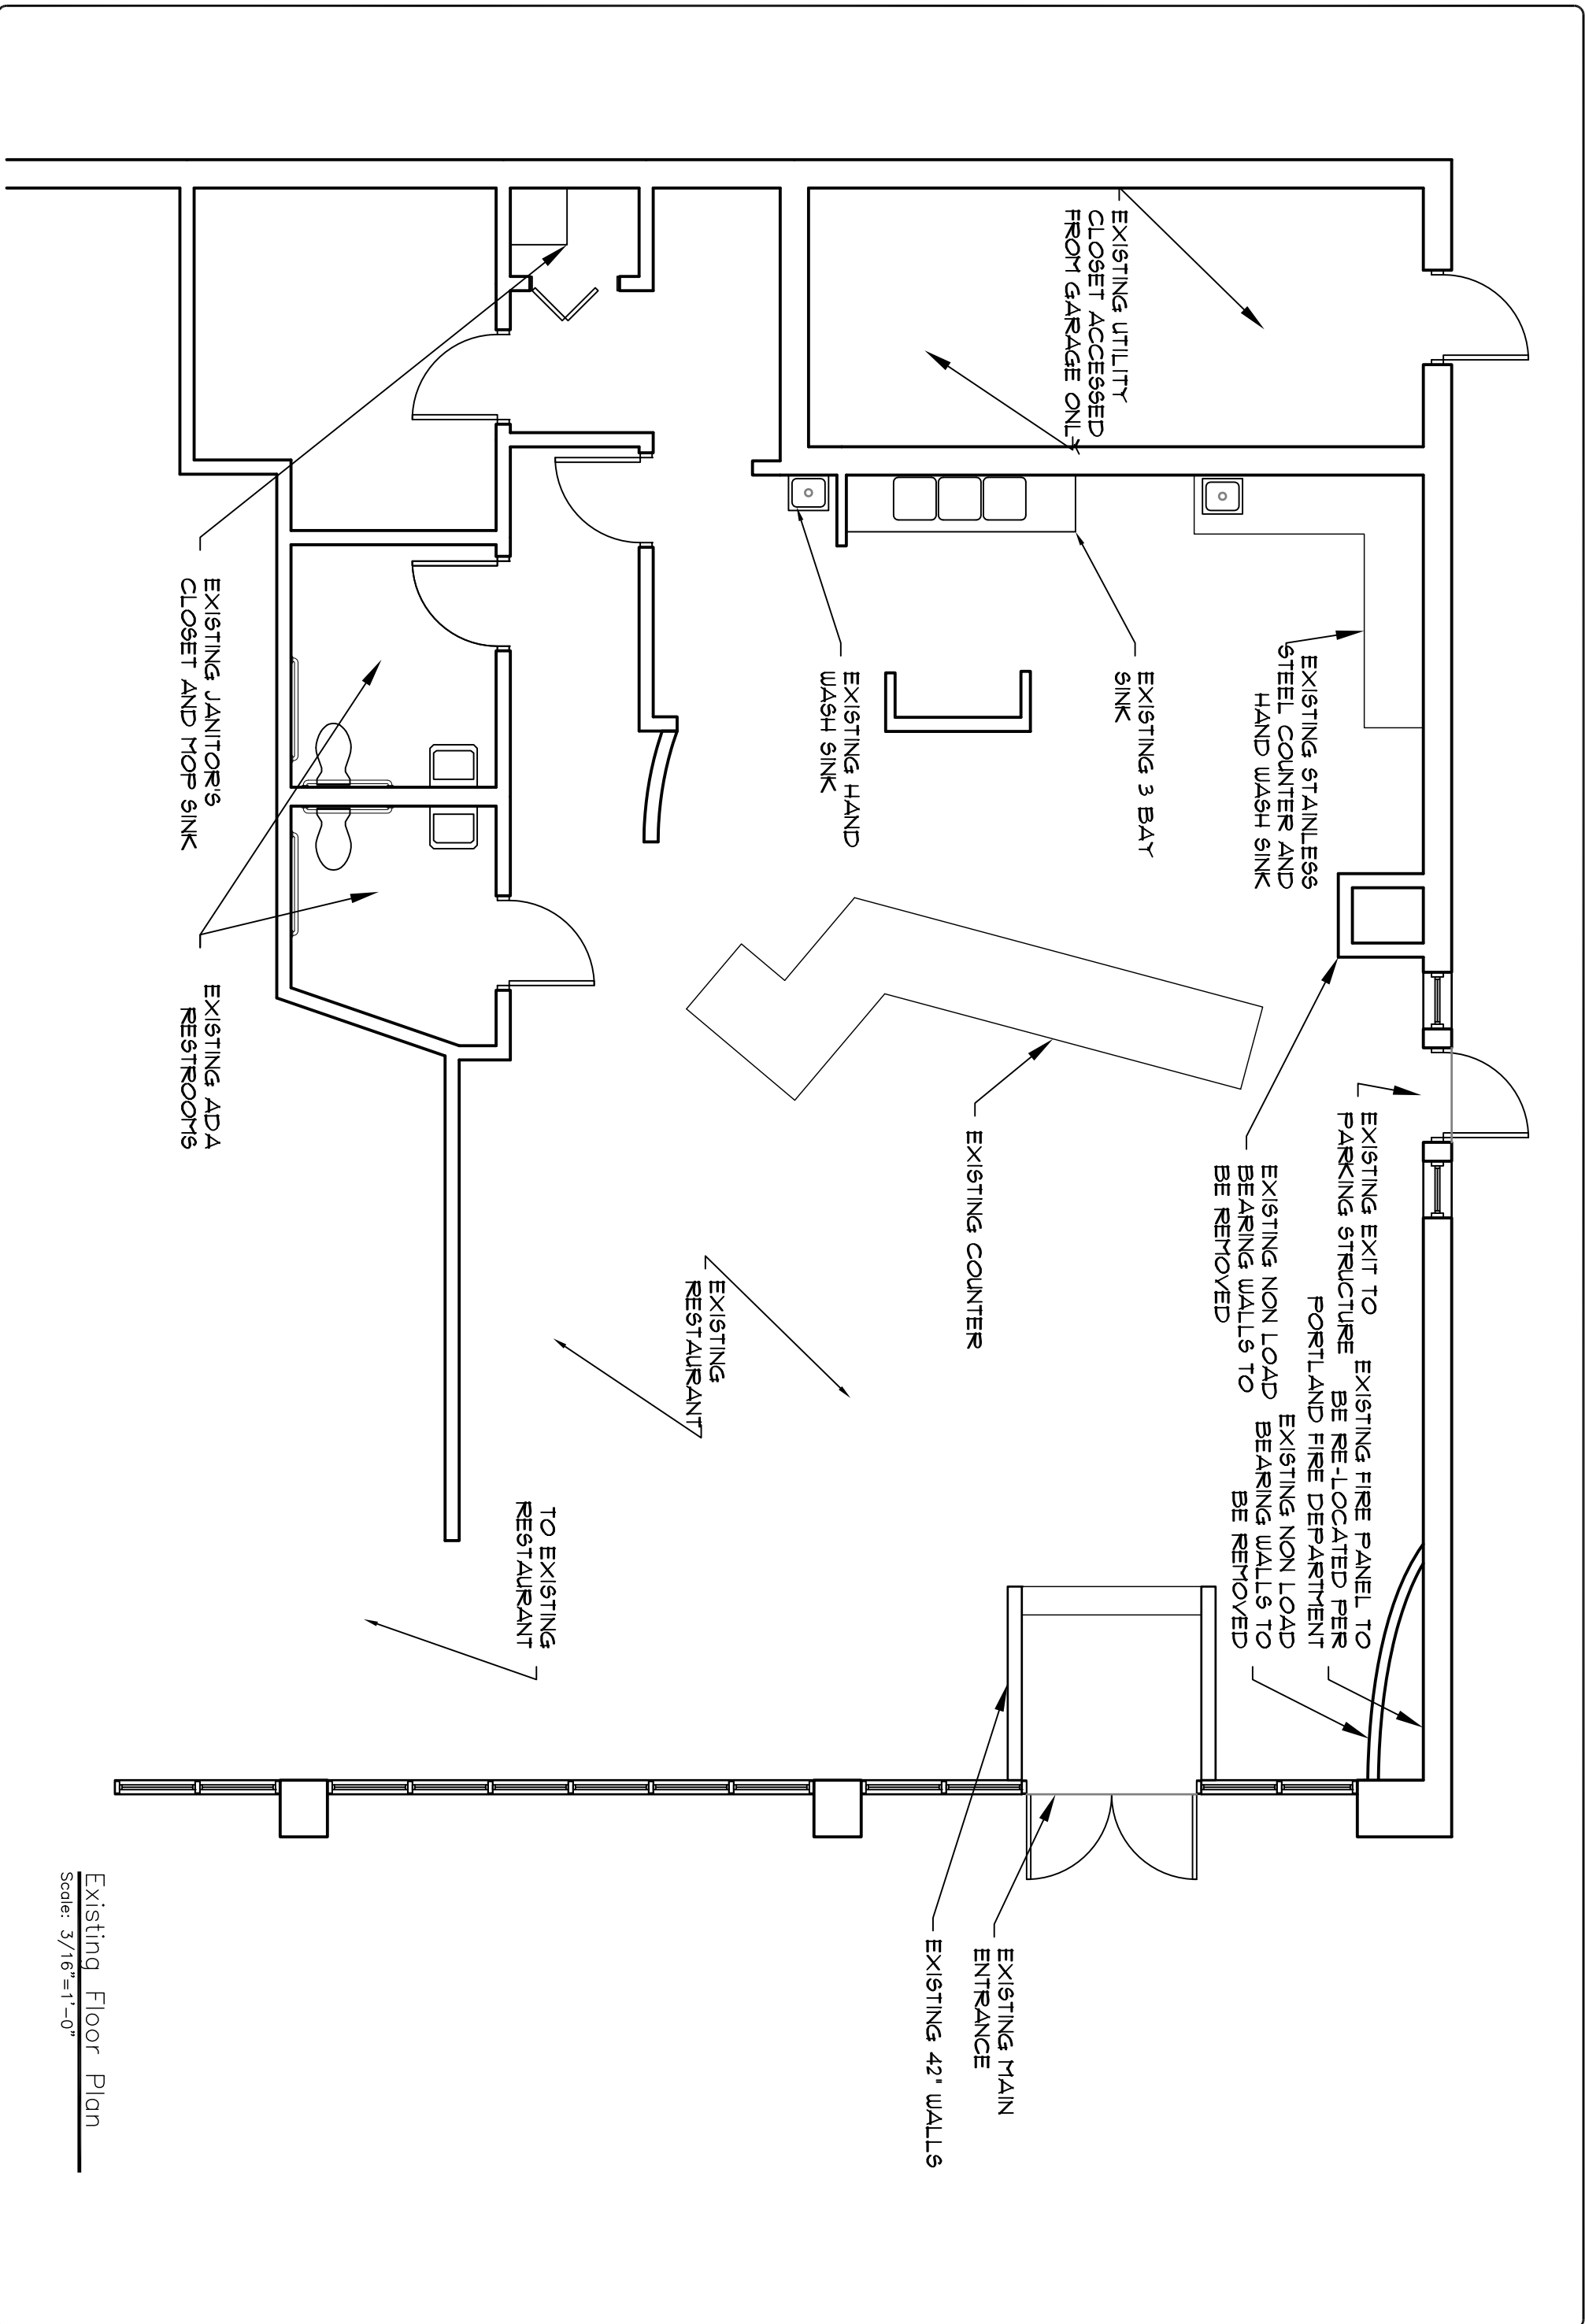 EXISTING UTILITY
CLOSET ACCESSED
FROM GARAGE ONLY
EXISTING STAINLESS
STEEL COUNTER AND
HAND WASH SINK
EXISTING 3 BAY
SINK
EXISTING HAND
WASH SINK
EXISTING JANITOR'S
CLOSET AND MOP SINK
EXISTING ADA
RESTROOMS
EXISTING EXIT TO
PARKING STRUCTURE
EXISTING NON LOAD
BEARING WALLS TO
BE REMOVED
EXISTING COUNTER
EXISTING
RESTAURANT
EXISTING FIRE PANEL TO
BE RE-LOCATED PER
PORTLAND FIRE DEPARTMENT
EXISTING NON LOAD
BEARING WALLS TO
BE REMOVED
TO EXISTING
RESTAURANT
EXISTING MAIN
ENTRANCE
EXISTING 42" WALLS
Existing Floor Plan
Scale: 3/16"=1'-0"